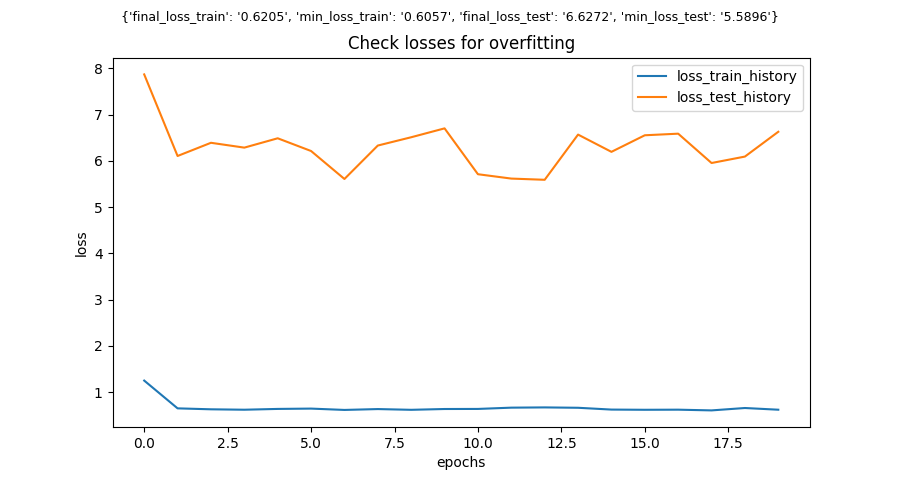 {'final_loss_train': '0.6205', 'min_loss_train': '0.6057', 'final_loss_test': '6.6272', 'min_loss_test': '5.5896'}
Check losses for overfitting
loss_train_history
loss_test_history
8
7
6
5
4
3
2
1
loss
0.0 2.5 5.0 7.5 10.0 12.5 15.0 17.5
epochs